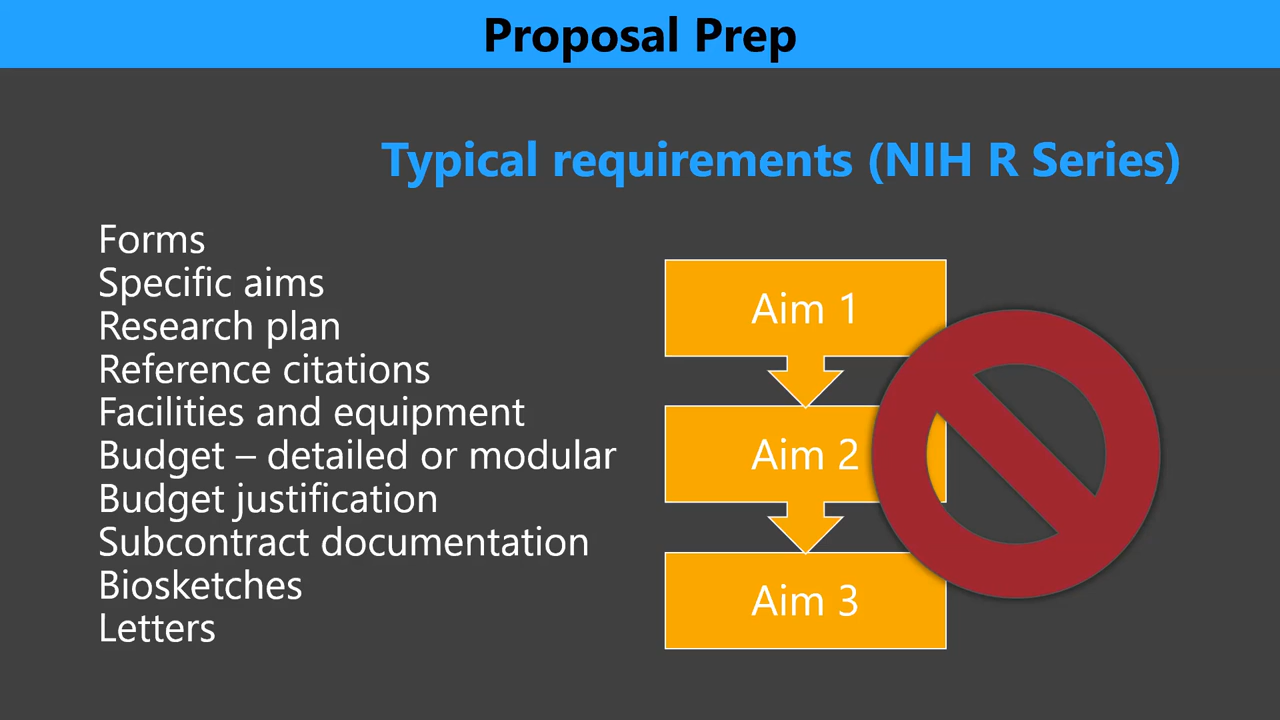 Proposal Prep
Typical requirements (NIH R Series)
Forms
Specific aims
Research plan
Reference citations
Facilities and equipment
Budget – detailed or modular
Budget justification
Subcontract documentation
Biosketches
Letters
Aim 1
Aim 2
Aim 3